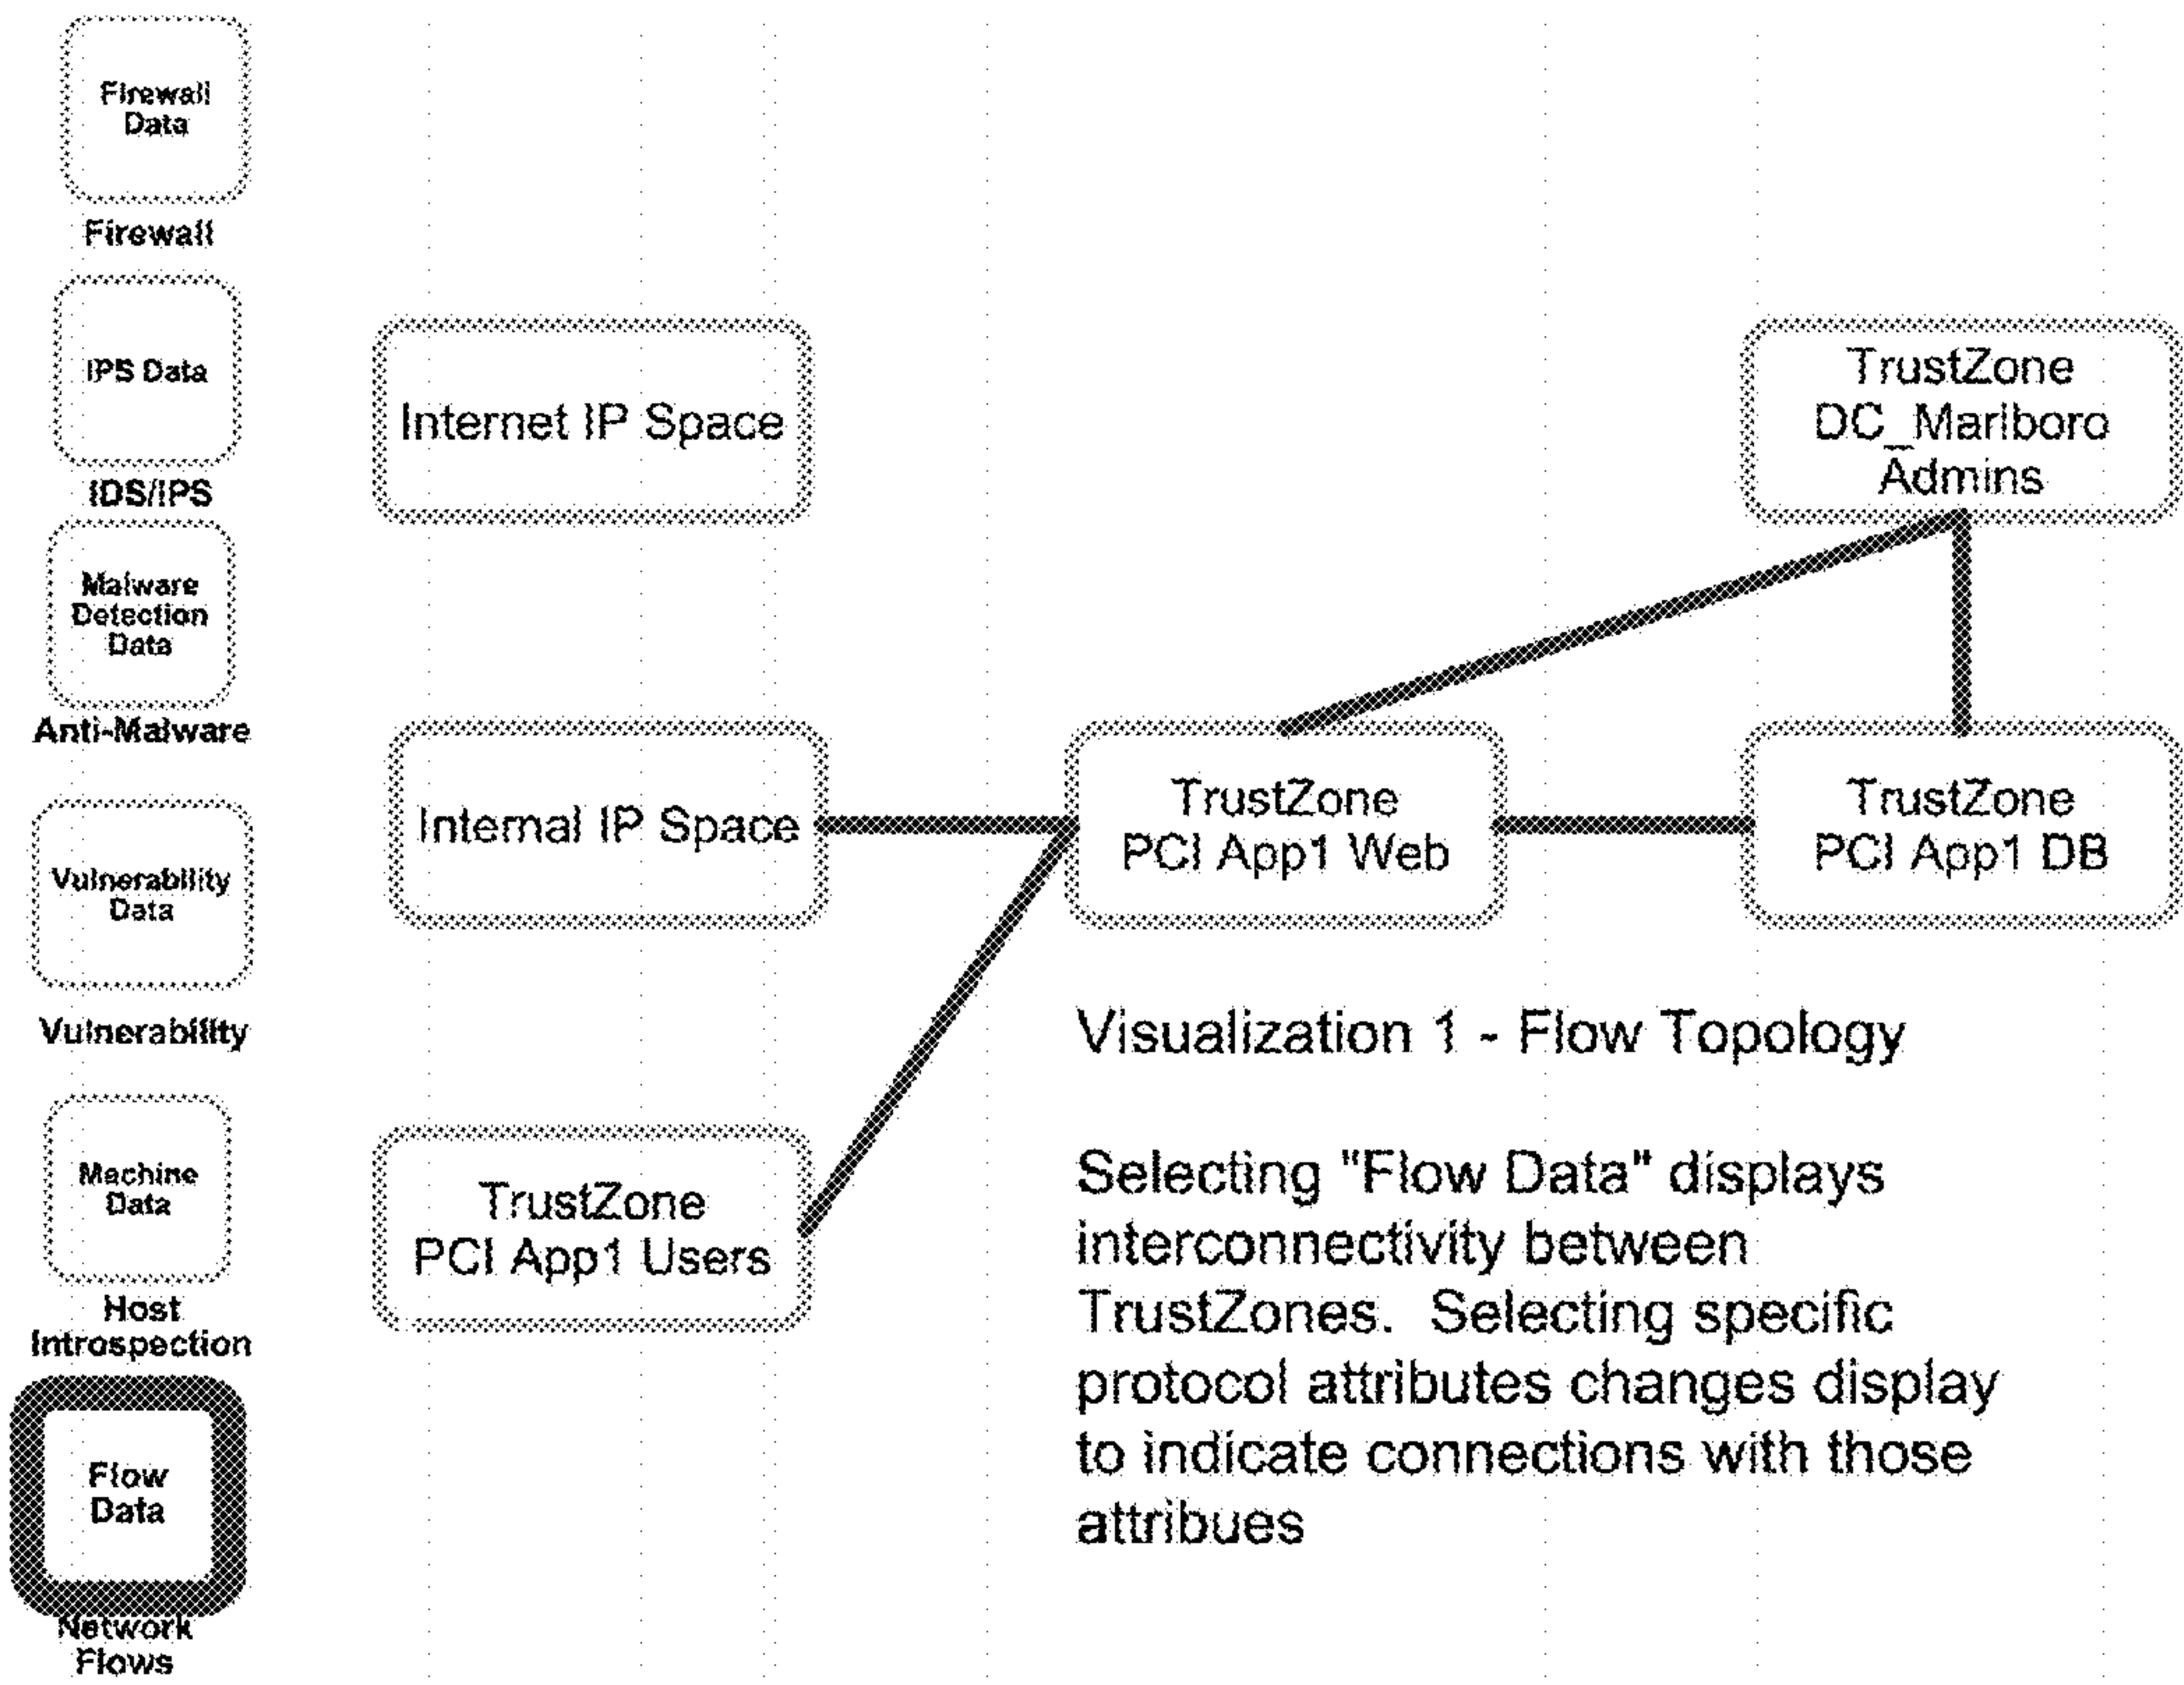 Firewall
Data
Firewall
IPS Data
IDS/IPS
Malware
Detection
Data
Anti-Malware
Vulnerability
Data
Vulnerability
Machine
Data
Host
Introspection
Flow
Data
Network
Flows
Internet IP Space
TrustZone
DC_Marlboro
Admins
Internal IP Space
TrustZone
PCI App1 Web
TrustZone
PCI App1 DB
TrustZone
PCI App1 Users
Visualization 1 - Flow Topology
Selecting "Flow Data" displays
interconnectivity between
TrustZones.  Selecting specific
protocol attributes changes display
to indicate connections with those
attribues